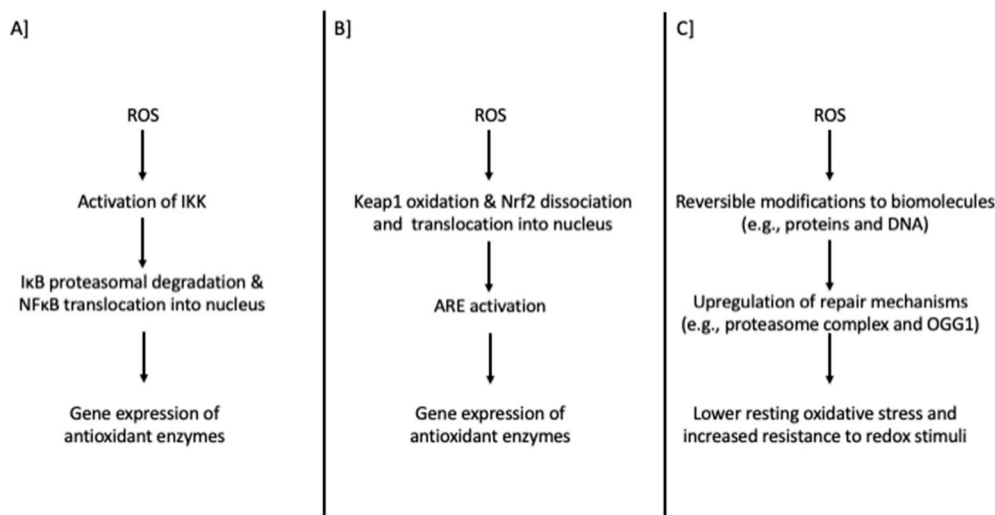 A]
ROS
Activation of IKK
IκB proteasomal degradation &
NFκB translocation into nucleus
Gene expression of
antioxidant enzymes
B]
ROS
Keap1 oxidation & Nrf2 dissociation
and translocation into nucleus
ARE activation
Gene expression of
antioxidant enzymes
C]
ROS
Reversible modifications to biomolecules
(e.g., proteins and DNA)
Upregulation of repair mechanisms
(e.g., proteasome complex and OGG1)
Lower resting oxidative stress and
increased resistance to redox stimuli